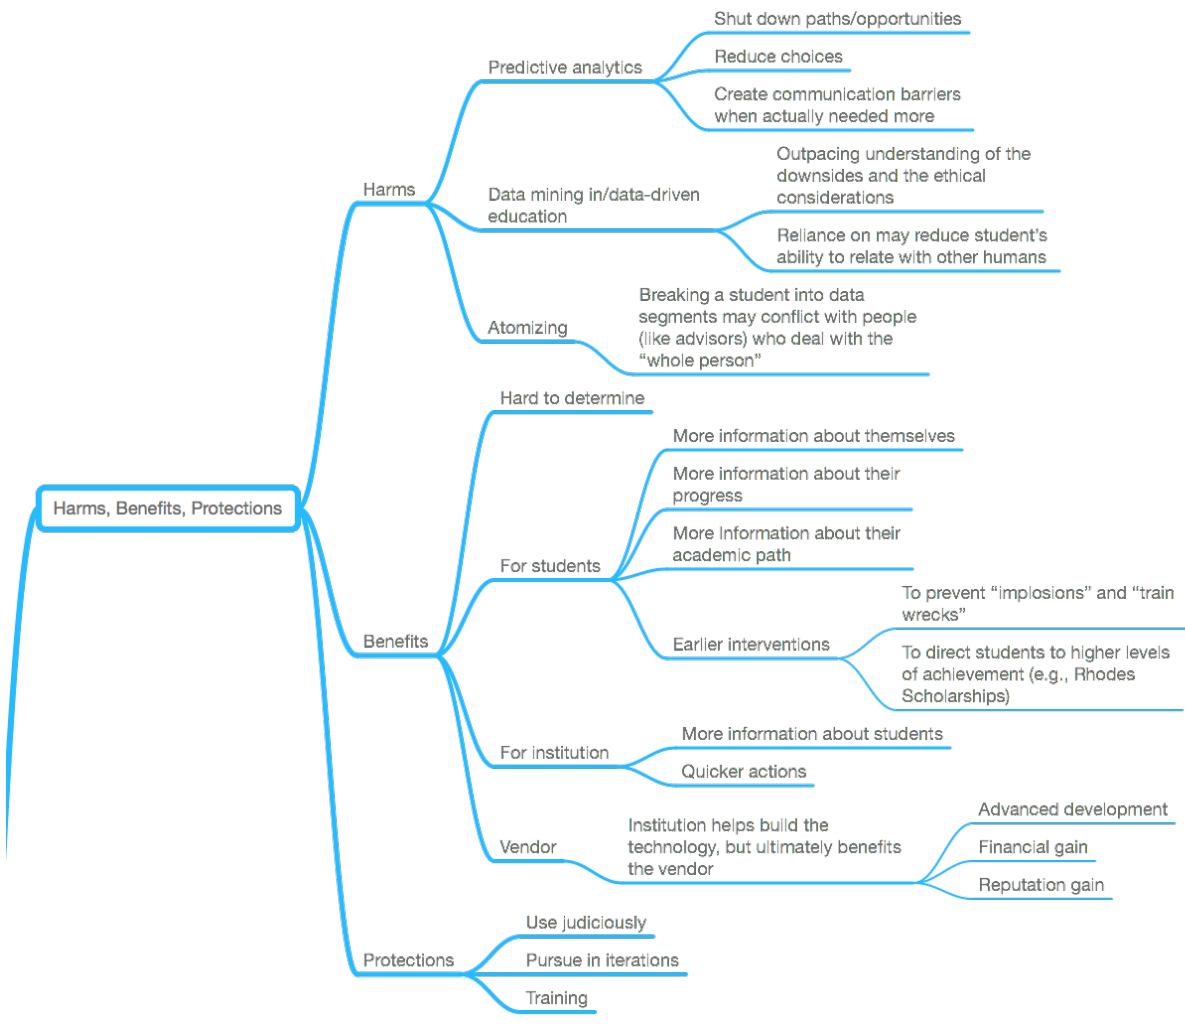 Shut down paths/opportunities
Reduce choices
Predictive analytics
Create communication barriers
when actually needed more
Outpacing understanding of the
downsides and the ethical
considerations
Harms
Data mining in/data-driven
education
Reliance on may reduce student's
ability to relate with other humans
Breaking a student into data
segments may conflict with people
(like advisors) who deal with the
“whole person”
Atomizing
Hard to determine
More information about themselves
More information about their
progress
Harms, Benefits, Protections
More Information about their
academic path
For students
To prevent “implosions” and “train
wrecks”
Benefits
Earlier interventions
To direct students to higher levels
of achievement (e.g., Rhodes
Scholarships)
More information about students
For institution
Quicker actions
Advanced development
Institution helps build the
technology, but ultimately benefits
the vendor
Vendor
Financial gain
Reputation gain
Use judiciously
Protections
Pursue in iterations
Training